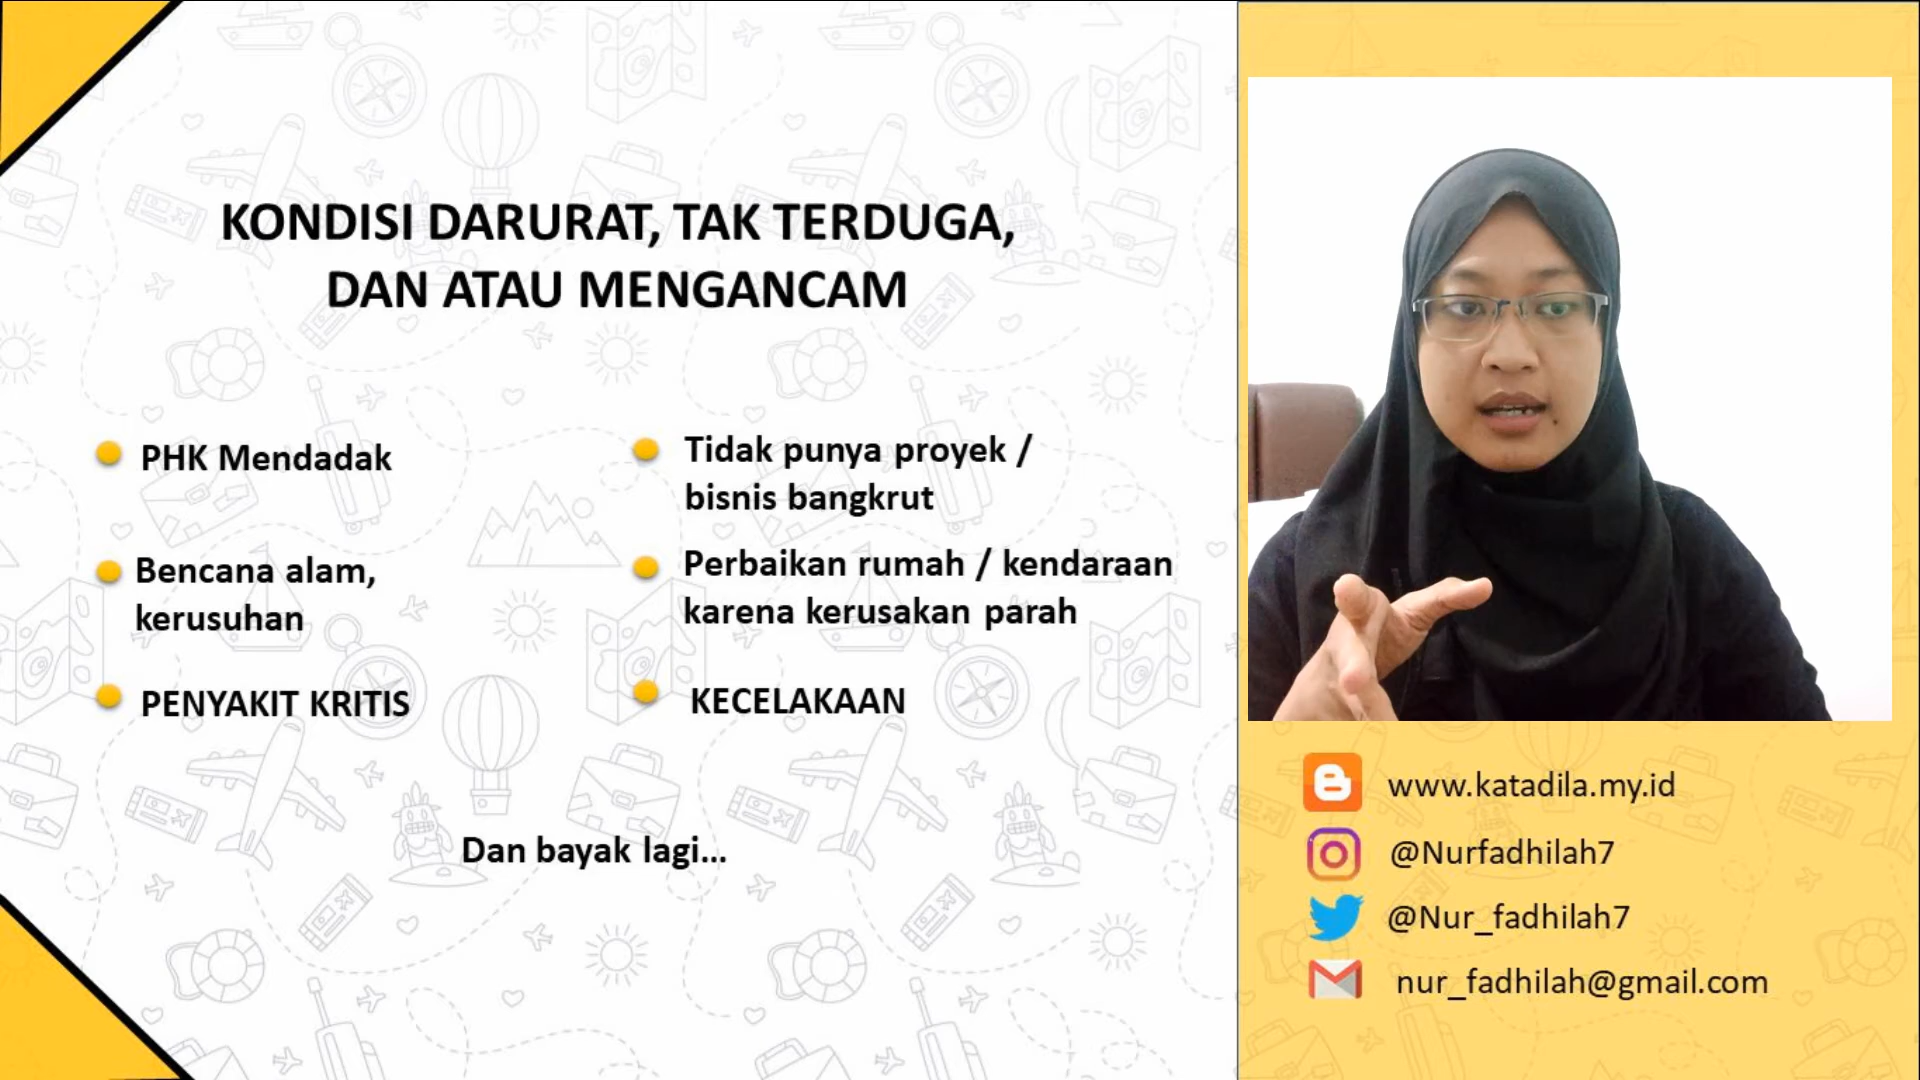 KONDISI DARURAT, TAK TERDUGA,
DAN ATAU MENGANCAM
PHK Mendadak
Bencana alam,
kerusuhan
PENYAKIT KRITIS
Tidak punya proyek /
bisnis bangkrut
Perbaikan rumah / kendaraan
karena kerusakan parah
KECELAKAAN
Dan bayak lagi...
www.katadila.my.id
@Nurfadhilah7
@Nur_fadhilah7
nur_fadhilah@gmail.com